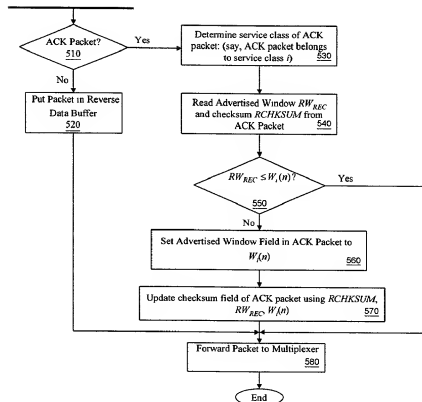 ACK Packet?
510
Yes
No
Determine service class of ACK
packet: (say, ACK packet belongs
to service class i)
530
Put Packet in Reverse
Data Buffer
520
Read Advertised Window RW_REC
and checksum RCHKSUM from
ACK Packet
540
RW_REC ≤ W_i(n)?
Yes
550
No
Set Advertised Window Field in ACK Packet to
W_i(n)
560
Update checksum field of ACK packet using RCHKSUM,
RW_REC, W_i(n)
570
Forward Packet to Multiplexer
580
End